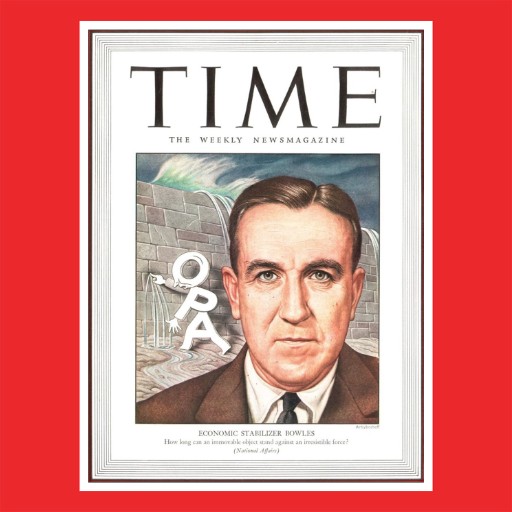 TIME
THE WEEKLY NEWSMAGAZINE
OPA
ECONOMIC STABILIZER BOWLES
How long can an immovable object stand against an irresistible force?
(National Affairs)